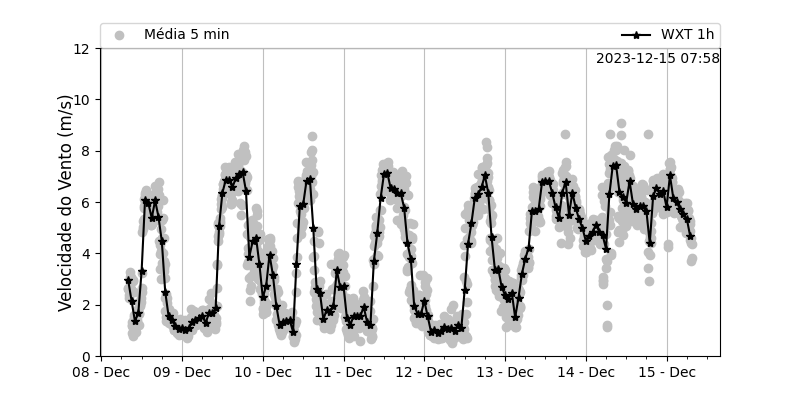 Média 5 min
WXT 1h
2023-12-15 07:58
Velocidade do Vento (m/s)
12
10
8
6
4
2
0
08 - Dec 09 - Dec 10 - Dec 11 - Dec 12 - Dec 13 - Dec 14 - Dec 15 - Dec